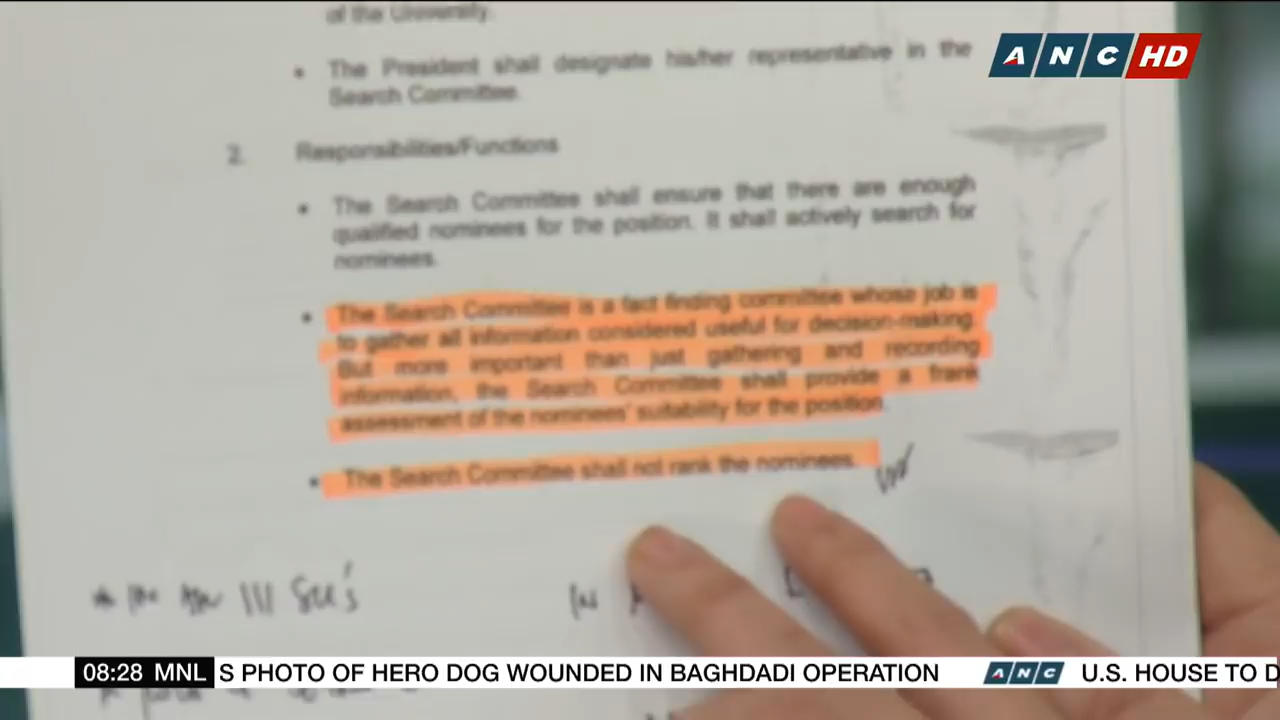 of the University.
ANC HD
• The President shall designate his/her representative in the
Search Committee.
2. Responsibilities/Functions
• The Search Committee shall ensure that there are enough
qualified nominees for the position. It shall actively search for
nominees.
• The Search Committee is a fact finding committee whose job is
to gather all information considered useful for decision-making.
But more important than just gathering and recording
information, the Search Committee shall provide a frank
assessment of the nominees' suitability for the position.
• The Search Committee shall not rank the nominees.
08:28 MNL S PHOTO OF HERO DOG WOUNDED IN BAGHDADI OPERATION ANC U.S. HOUSE TO D